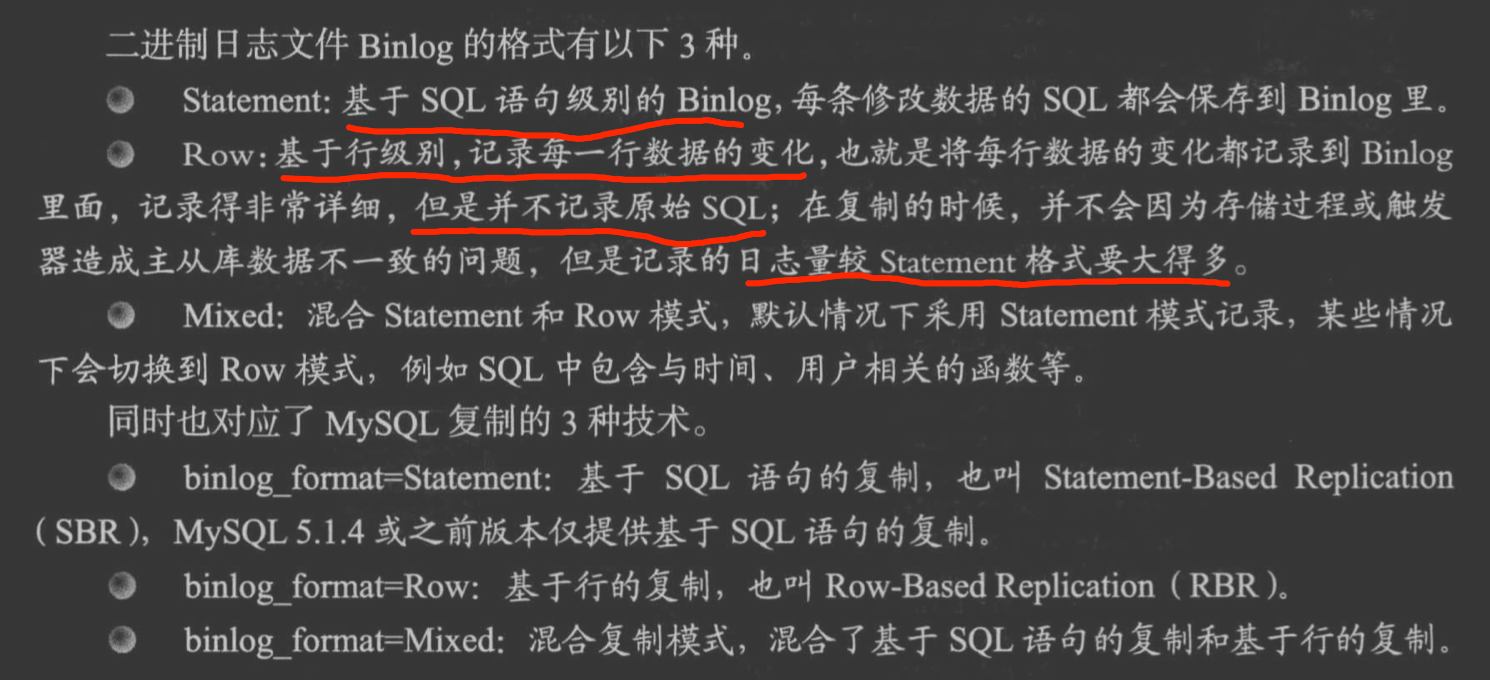 二进制日志文件 Binlog 的格式有以下 3 种。
● Statement: 基于 SQL 语句级别的 Binlog, 每条修改数据的 SQL 都会保存到 Binlog 里。
● Row: 基于行级别, 记录每一行数据的变化, 也就是将每行数据的变化都记录到 Binlog
里面，记录得非常详细，但是并不记录原始 SQL；在复制的时候，并不会因为存储过程或触发
器造成主从库数据不一致的问题，但是记录的日志量较 Statement 格式要大得多。
● Mixed: 混合 Statement 和 Row 模式，默认情况下采用 Statement 模式记录，某些情况
下会切换到 Row 模式，例如 SQL 中包含与时间、用户相关的函数等。
同时也对应了 MySQL 复制的 3 种技术。
● binlog_format=Statement: 基于 SQL 语句的复制，也叫 Statement-Based Replication
（SBR），MySQL 5.1.4 或之前版本仅提供基于 SQL 语句的复制。
● binlog_format=Row: 基于行的复制，也叫 Row-Based Replication（RBR）。
● binlog_format=Mixed: 混合复制模式，混合了基于 SQL 语句的复制和基于行的复制。